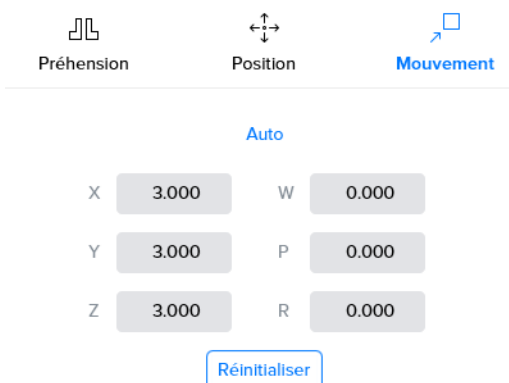 Préhension Position Mouvement
Auto
X 3.000 W 0.000
Y 3.000 P 0.000
Z 3.000 R 0.000
Réinitialiser